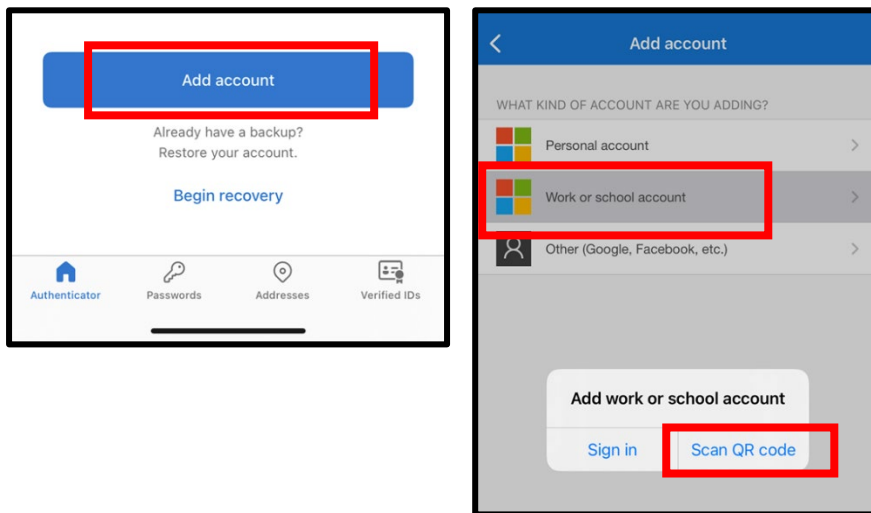 Add account
Already have a backup?
Restore your account.
Begin recovery
Authenticator Passwords Addresses Verified IDs
Add account
WHAT KIND OF ACCOUNT ARE YOU ADDING?
Personal account
Work or school account
Other (Google, Facebook, etc.)
Add work or school account
Sign in Scan QR code